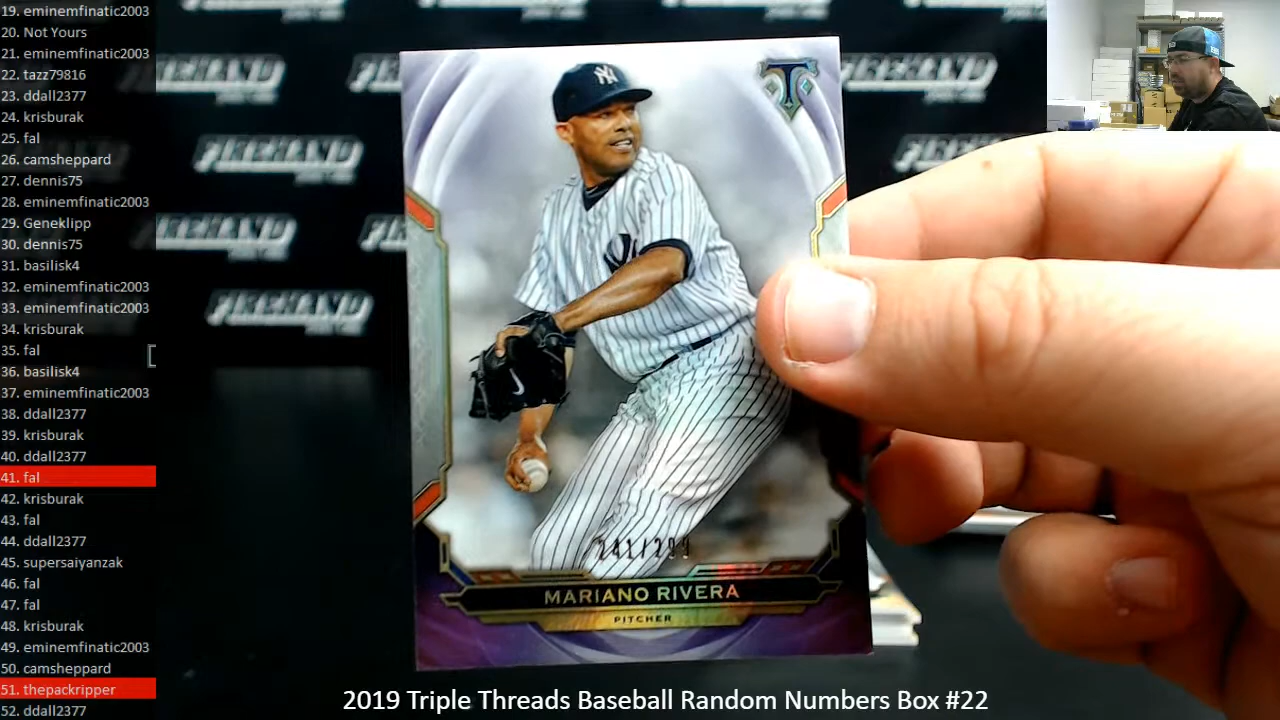 19. eminemfinatic2003
20. Not Yours
21. eminemfinatic2003
22. tazz79816
23. ddall2377
24. krisburak
25. fal
26. camsheppard
27. dennis75
28. eminemfinatic2003
29. Geneklipp
30. dennis75
31. basilisk4
32. eminemfinatic2003
33. eminemfinatic2003
34. krisburak
35. fal
36. basilisk4
37. eminemfinatic2003
38. ddall2377
39. krisburak
40. ddall2377
41. fal
42. krisburak
43. fal
44. ddall2377
45. supersaiyanzak
46. fal
47. fal
48. krisburak
49. eminemfinatic2003
50. camsheppard
51. thepackripper
52. ddall2377
NY
T
241/299
MARIANO RIVERA
PITCHER
2019 Triple Threads Baseball Random Numbers Box #22